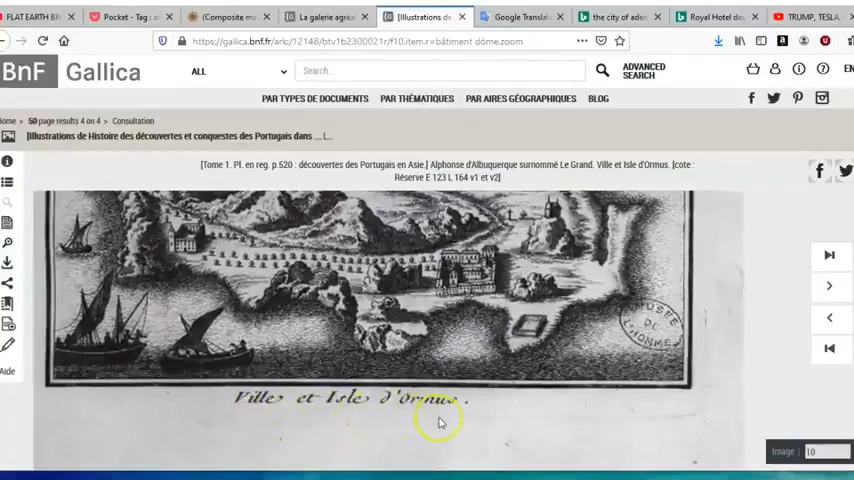 FLAT EARTH BR
Pocket - Tag : at
(Composite ma
La galerie agréal
[Illustrations de
Google Translat
the city of aden
Royal Hotel des
TRUMP, TESLA,
https://gallica.bnf.fr/ark:/12148/btv1b2300021r/f10.item.r=bâtiment dôme.zoom
BnF Gallica
ALL
Search...
ADVANCED
SEARCH
EN
PAR TYPES DE DOCUMENTS
PAR THÉMATIQUES
PAR AIRES GÉOGRAPHIQUES
BLOG
Home > 50 page results 4 on 4 > Consultation
[Illustrations de Histoire des découvertes et conquestes des Portugais dans ...
[Tome 1. Pl. en reg. p.520 : découvertes des Portugais en Asie.] Alphonse d'Albuquerque surnommé Le Grand. Ville et Isle d'Ormus. [cote :
Réserve E 123 L 164 v1 et v2]
MUSÉE
DE
L'HOMME
Ville et Isle d'Ormus.
Aide
Image 10